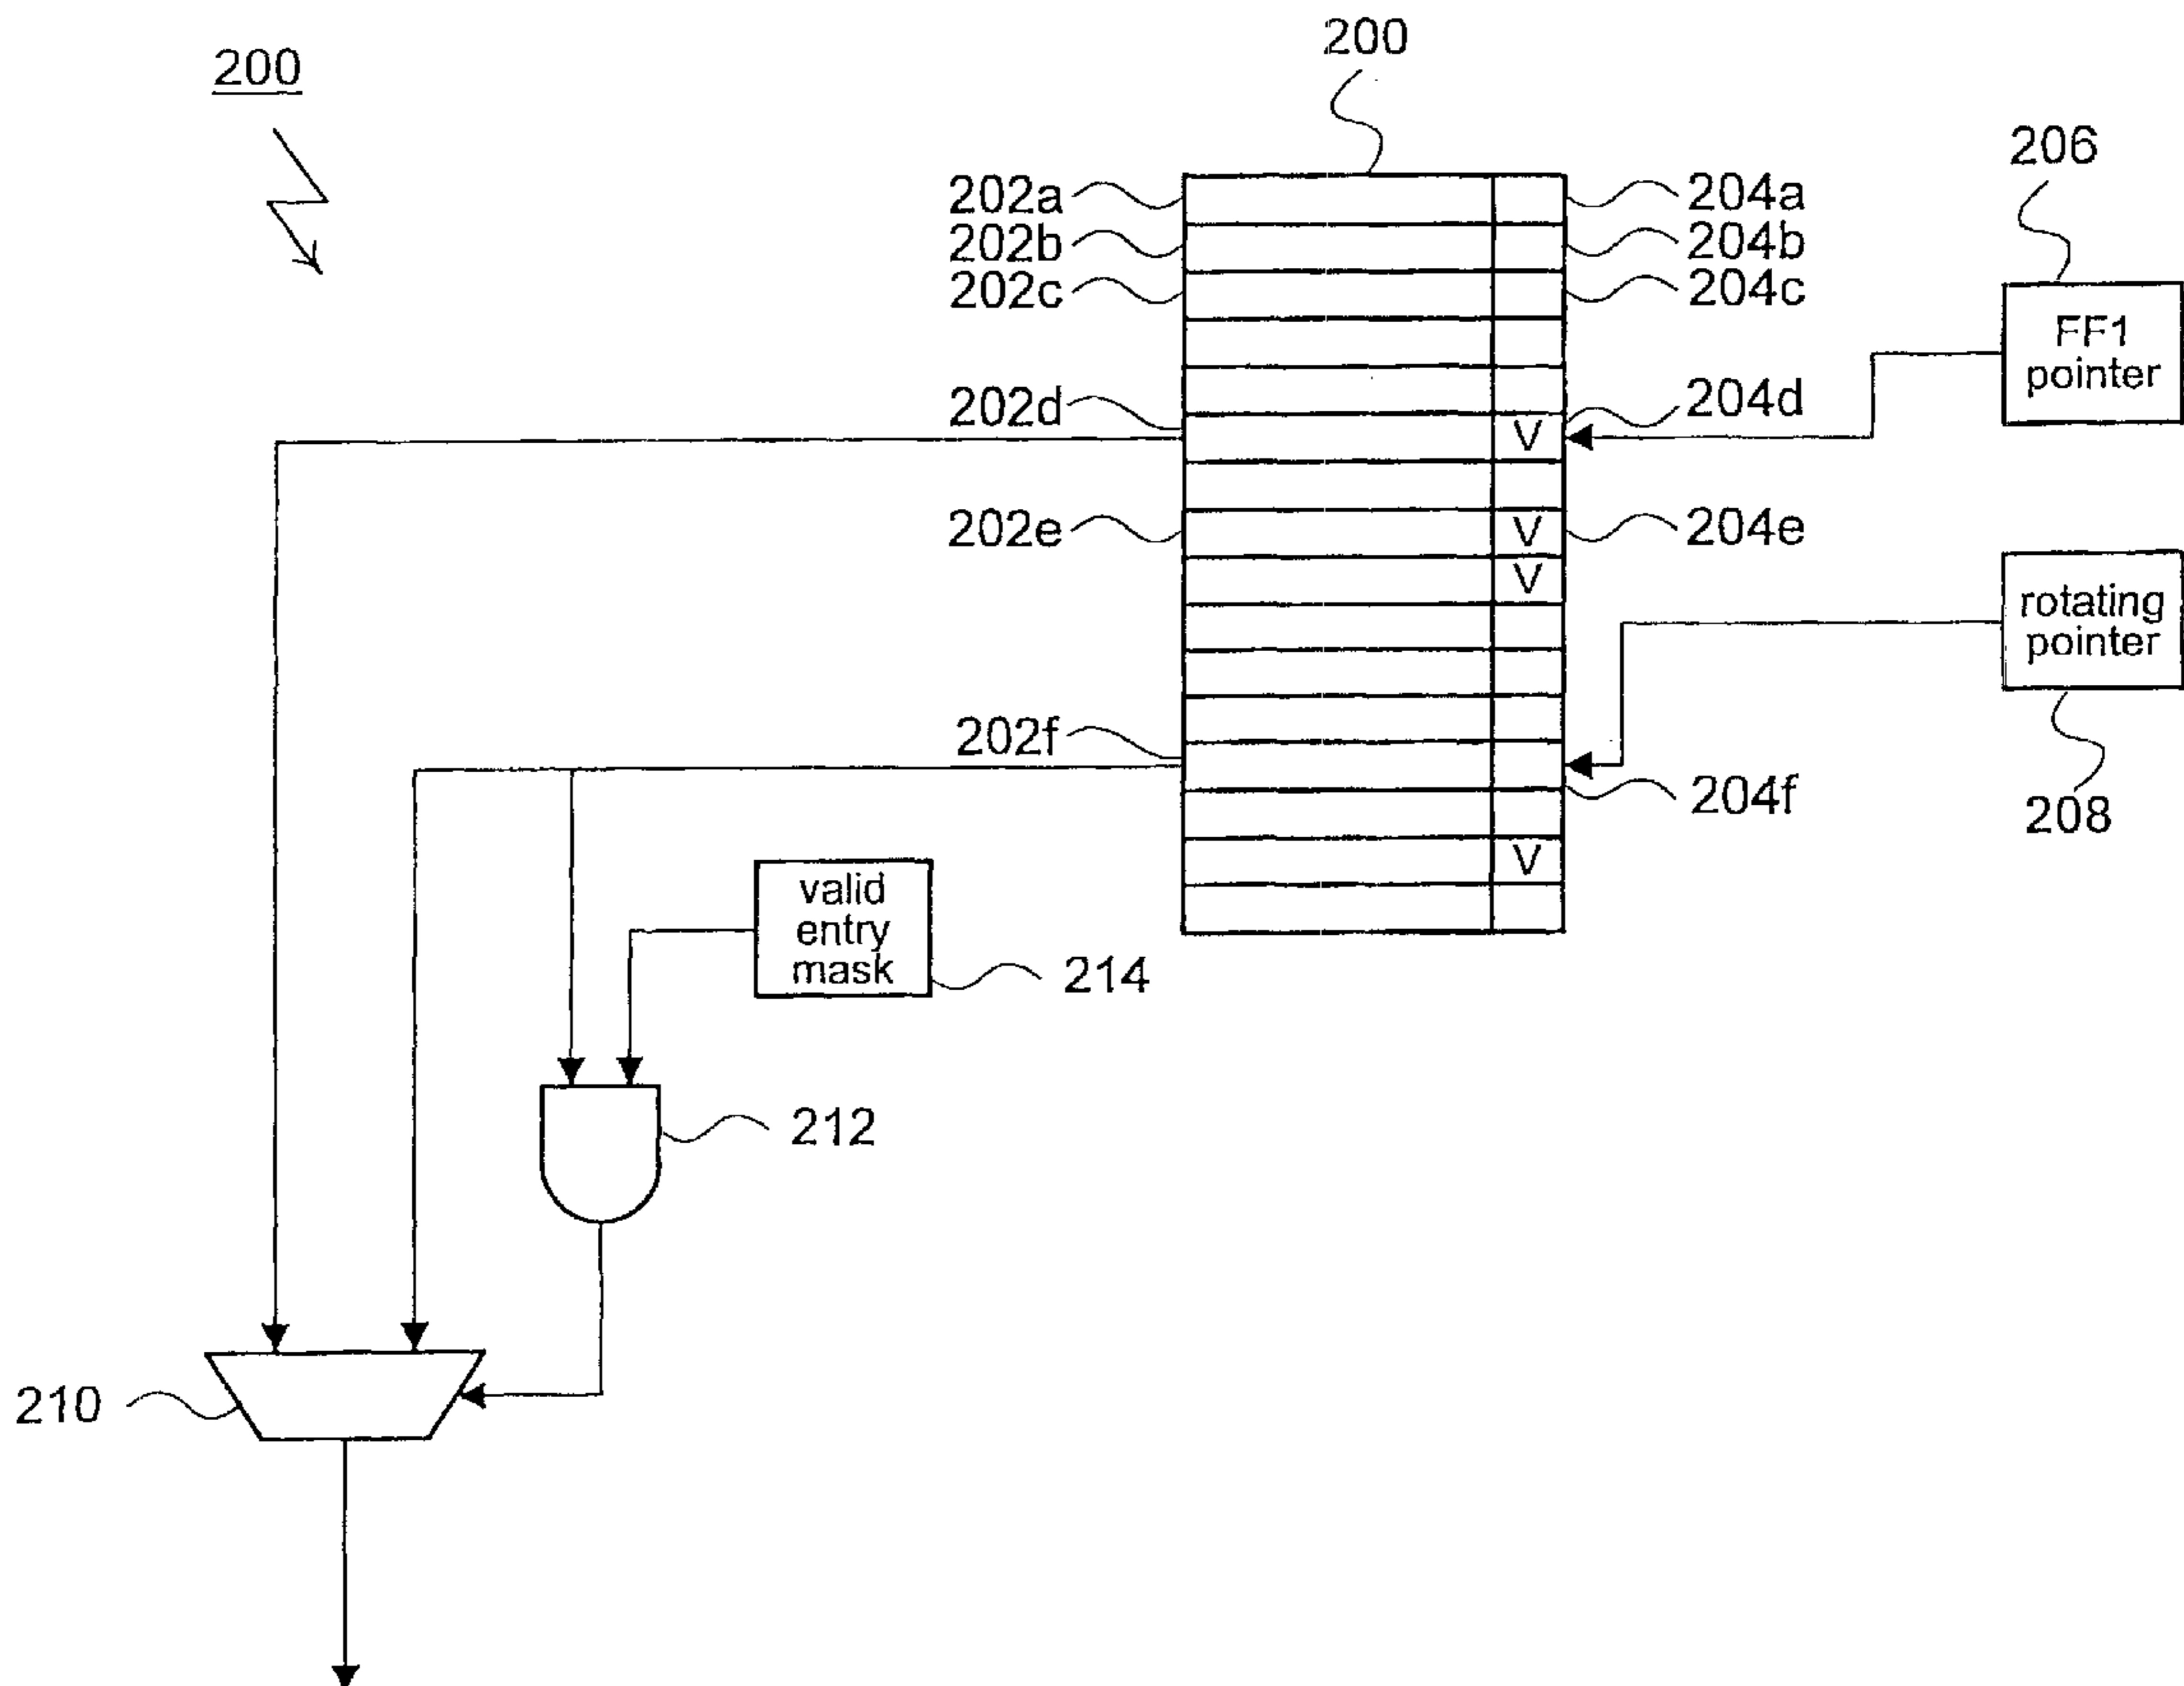 200
200
206
202a
204a
202b
204b
202c
204c
FF1
pointer
202d
204d
V
202e
V
204e
V
rotating
pointer
202f
204f
208
V
valid
entry
mask
214
212
210